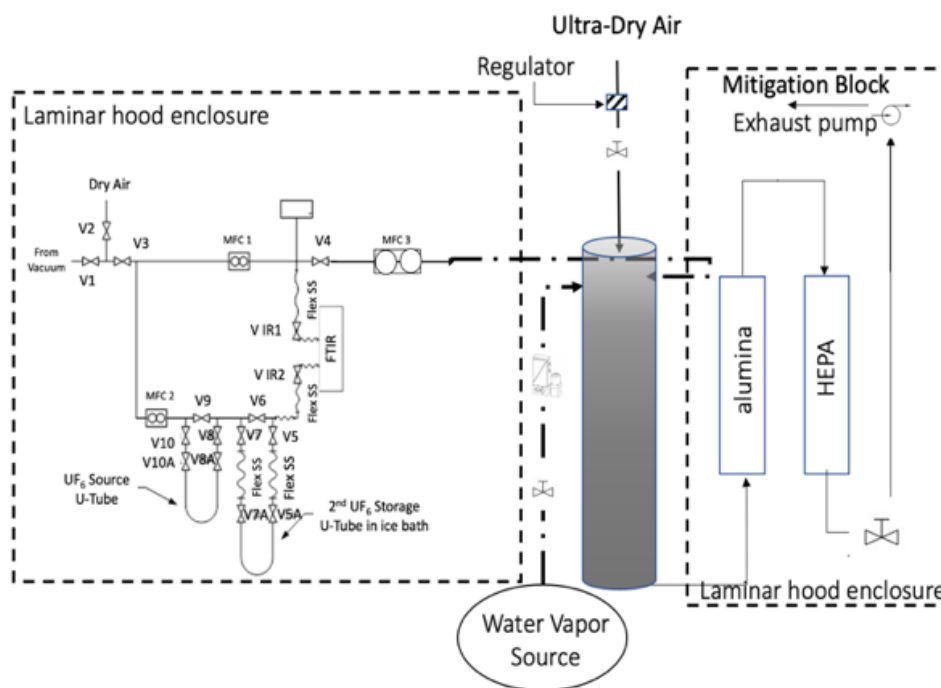 Ultra-Dry Air
Regulator
Mitigation Block
Exhaust pump
Laminar hood enclosure
Dry Air
V2
V3
From
Vacuum
V1
MFC 1
V4
MFC 3
Flex SS
V IR1
FTIR
V IR2
Flex SS
MFC 2
V9
V6
V10
V8
V7
V5
V10A
V8A
Flex SS
Flex SS
UF₆ Source
U-Tube
V7A
V5A
2nd UF₆ Storage
U-Tube in ice bath
alumina
HEPA
Laminar hood enclosure
Water Vapor
Source